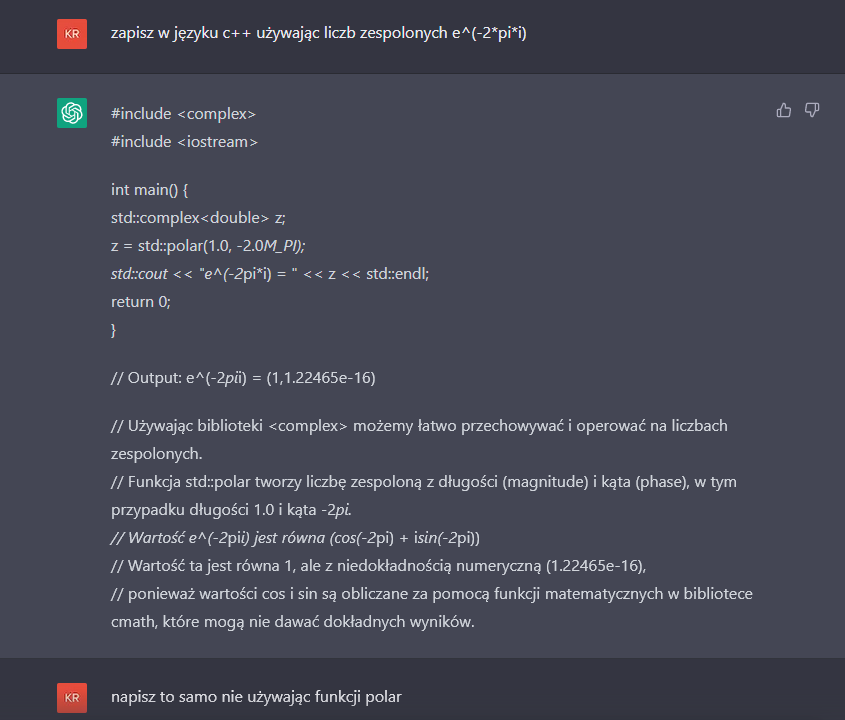 KR zapisz w języku c++ używając liczb zespolonych e^(-2*pi*i)
#include <complex>
#include <iostream>
int main() {
std::complex<double> z;
z = std::polar(1.0, -2.0M_PI);
std::cout << "e^(-2pi*i) = " << z << std::endl;
return 0;
}
// Output: e^(-2pii) = (1,1.22465e-16)
// Używając biblioteki <complex> możemy łatwo przechowywać i operować na liczbach
zespolonych.
// Funkcja std::polar tworzy liczbę zespoloną z długości (magnitude) i kąta (phase), w tym
przypadku długości 1.0 i kąta -2pi.
// Wartość e^(-2pii) jest równa (cos(-2pi) + isin(-2pi))
// Wartość ta jest równa 1, ale z niedokładnością numeryczną (1.22465e-16),
// ponieważ wartości cos i sin są obliczane za pomocą funkcji matematycznych w bibliotece
cmath, które mogą nie dawać dokładnych wyników.
KR napisz to samo nie używając funkcji polar